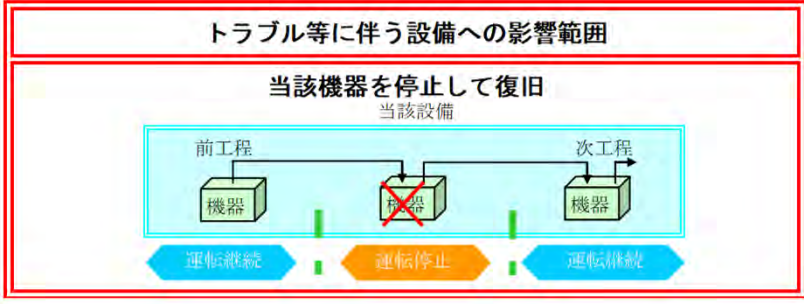 トラブル等に伴う設備への影響範囲
当該機器を停止して復旧
当該設備
前工程
次工程
機器
機器
機器
運転継続
運転停止
運転継続